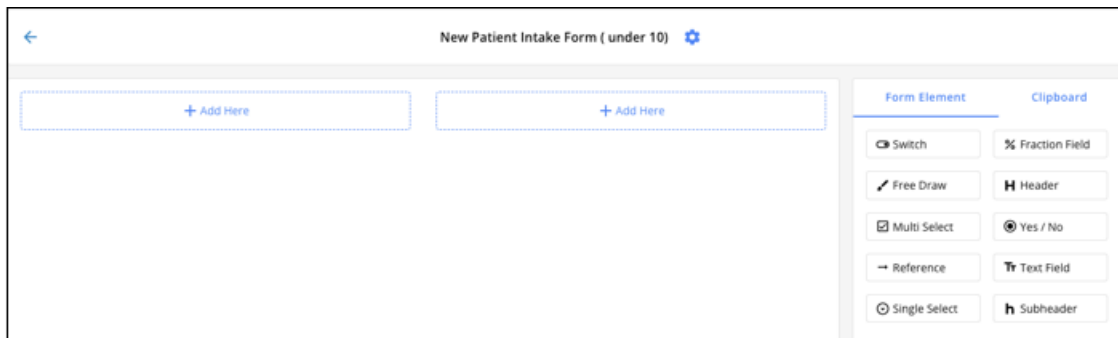 New Patient Intake Form ( under 10)
+ Add Here
+ Add Here
Form Element
Clipboard
Switch
% Fraction Field
Free Draw
H Header
Multi Select
Yes / No
→ Reference
Tr Text Field
Single Select
h Subheader